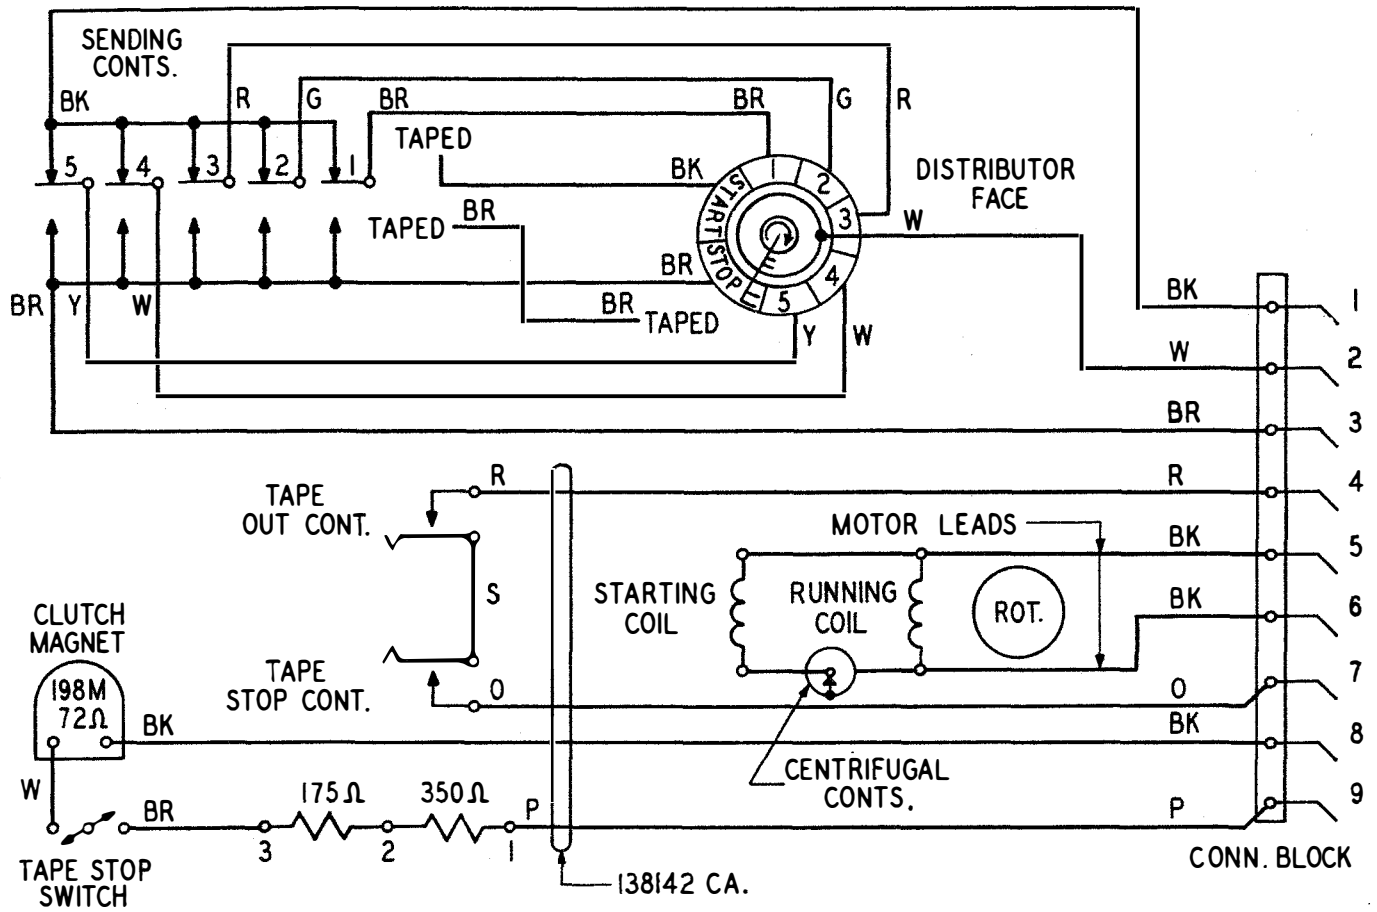 SENDING
CONTS.
BK
R
G
BR
BR
G
R
5
4
3
2
1
TAPED
BK
DISTRIBUTOR
FACE
START
1
2
3
4
5
STOP
TAPED
BR
W
BR
BR
Y
W
BR
TAPED
Y
W
BK
1
W
2
BR
3
TAPE
OUT CONT.
R
R
4
MOTOR LEADS
BK
5
S
STARTING
COIL
RUNNING
COIL
ROT.
BK
6
CLUTCH
MAGNET
198M
72Ω
TAPE
STOP CONT.
O
O
7
BK
BK
8
W
BR
175Ω
350Ω
P
CENTRIFUGAL
CONTS.
P
9
3
2
1
TAPE STOP
SWITCH
138142 CA.
CONN. BLOCK